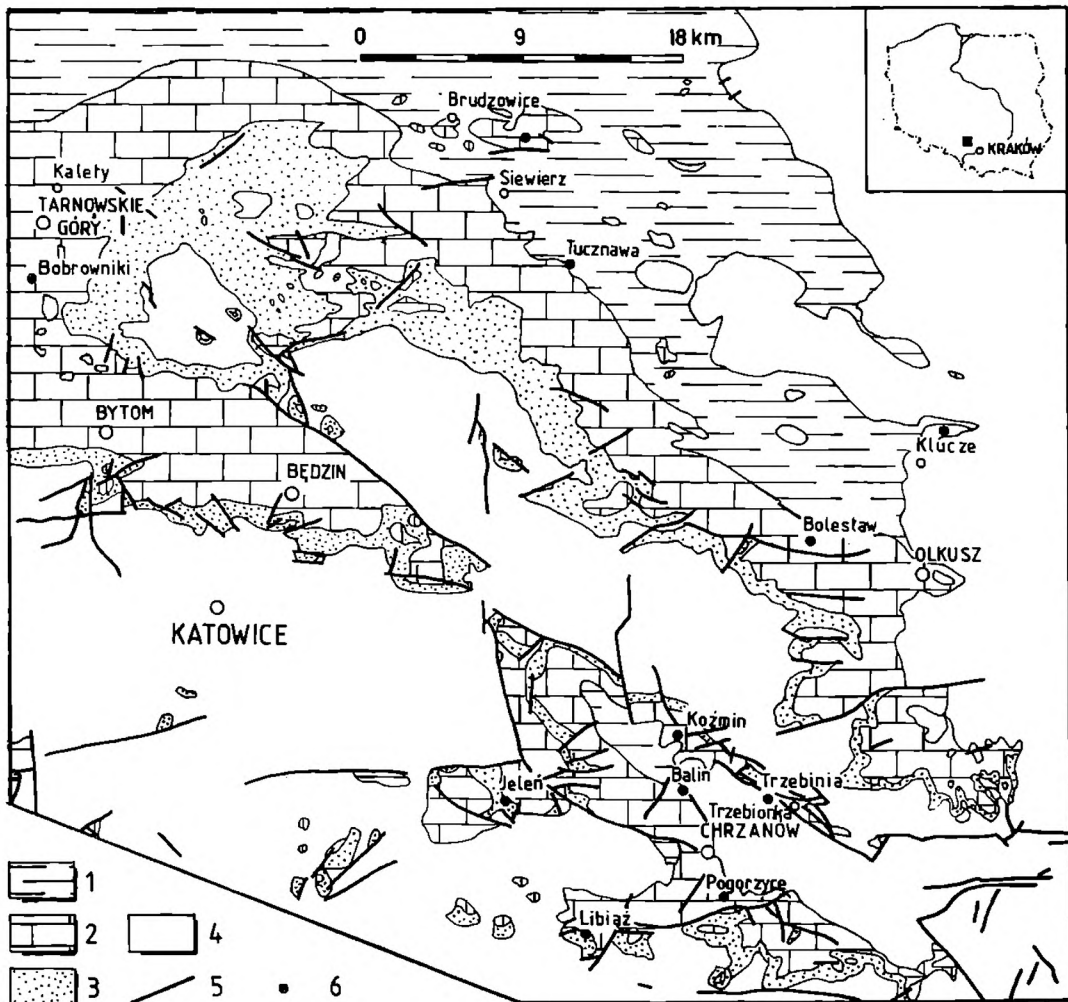 0 9 18 km
KRAKÓW
Brudzowice
Siewierz
Kalety
TARNOWSKIE
GÓRY
Bobrowniki
Tucznawa
BYTOM
Klucze
BĘDZIN
Bolesław
OLKUSZ
KATOWICE
Koźmin
Jeleń
Balin
Trzebinia
Trzebionka
CHRZANÓW
Pogorzyce
Libiąż
1
2
4
3
5
6